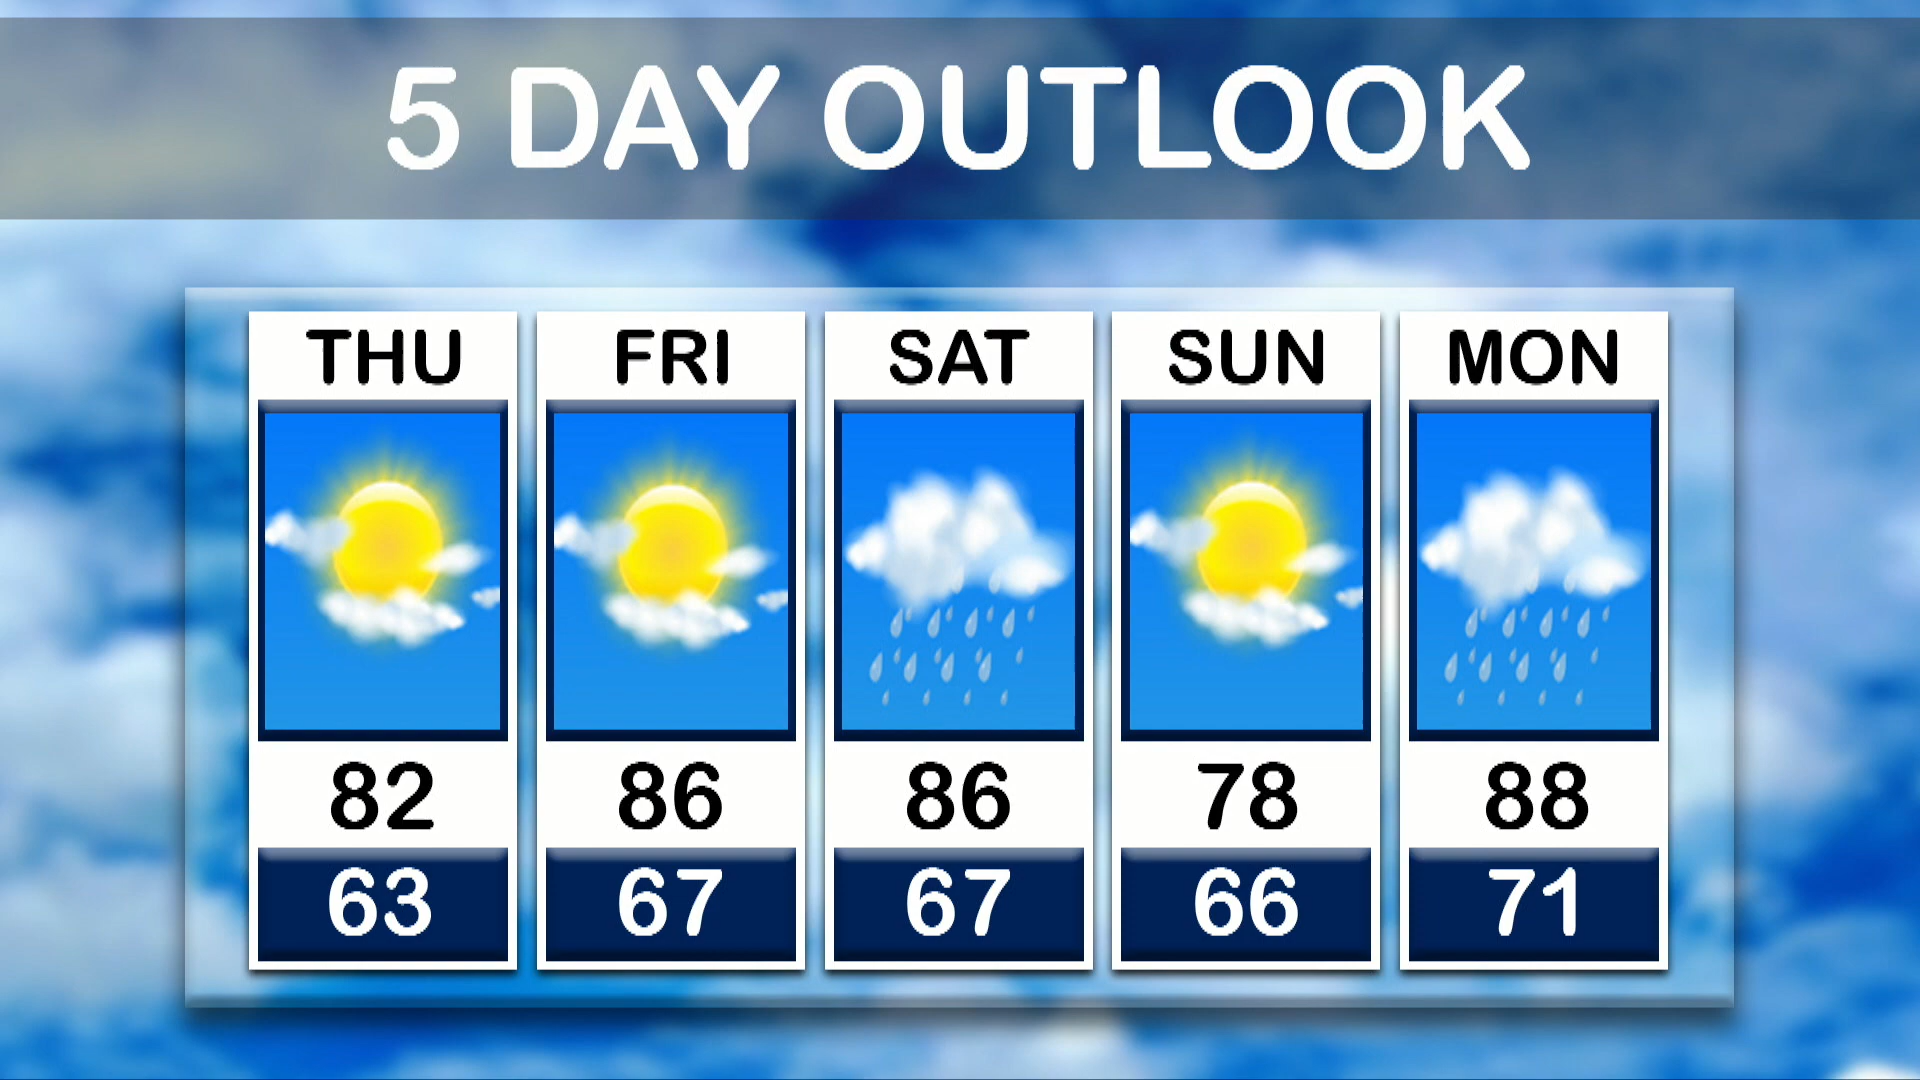 5 DAY OUTLOOK
THU FRI SAT SUN MON
82 86 86 78 88
63 67 67 66 71